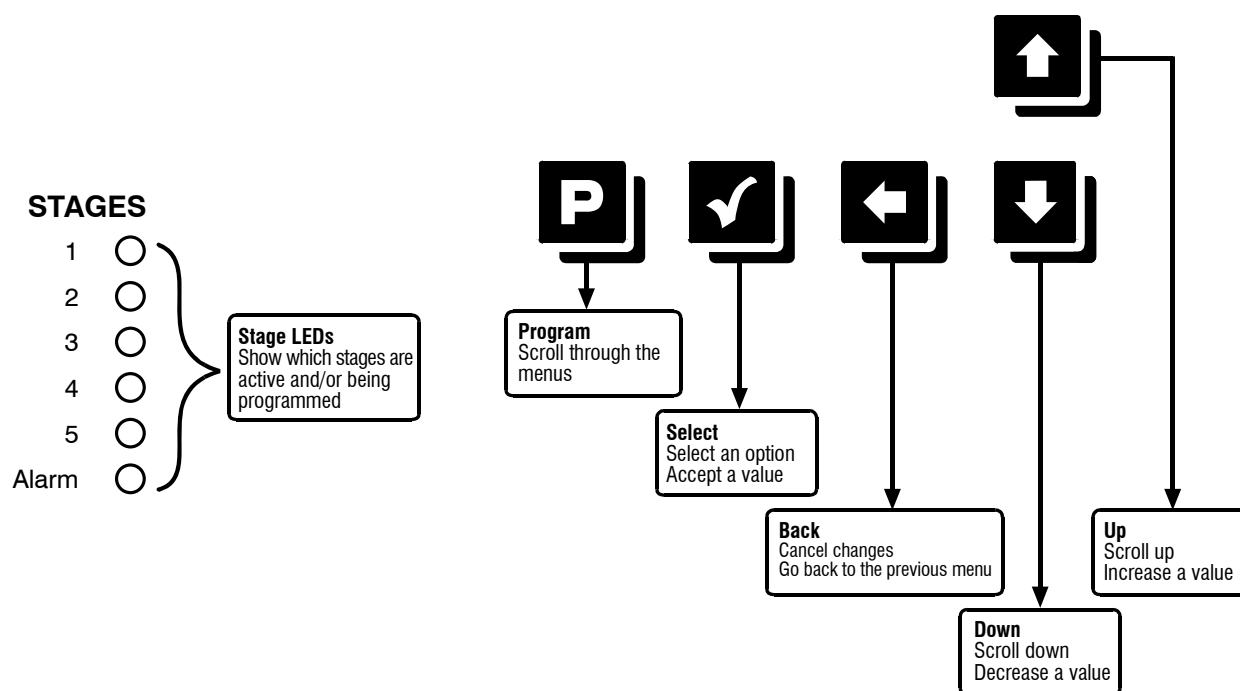 STAGES
1
2
3
4
5
Alarm
Stage LEDs
Show which stages are
active and/or being
programmed
P
Program
Scroll through the
menus
Select
Select an option
Accept a value
Back
Cancel changes
Go back to the previous menu
Down
Scroll down
Decrease a value
Up
Scroll up
Increase a value